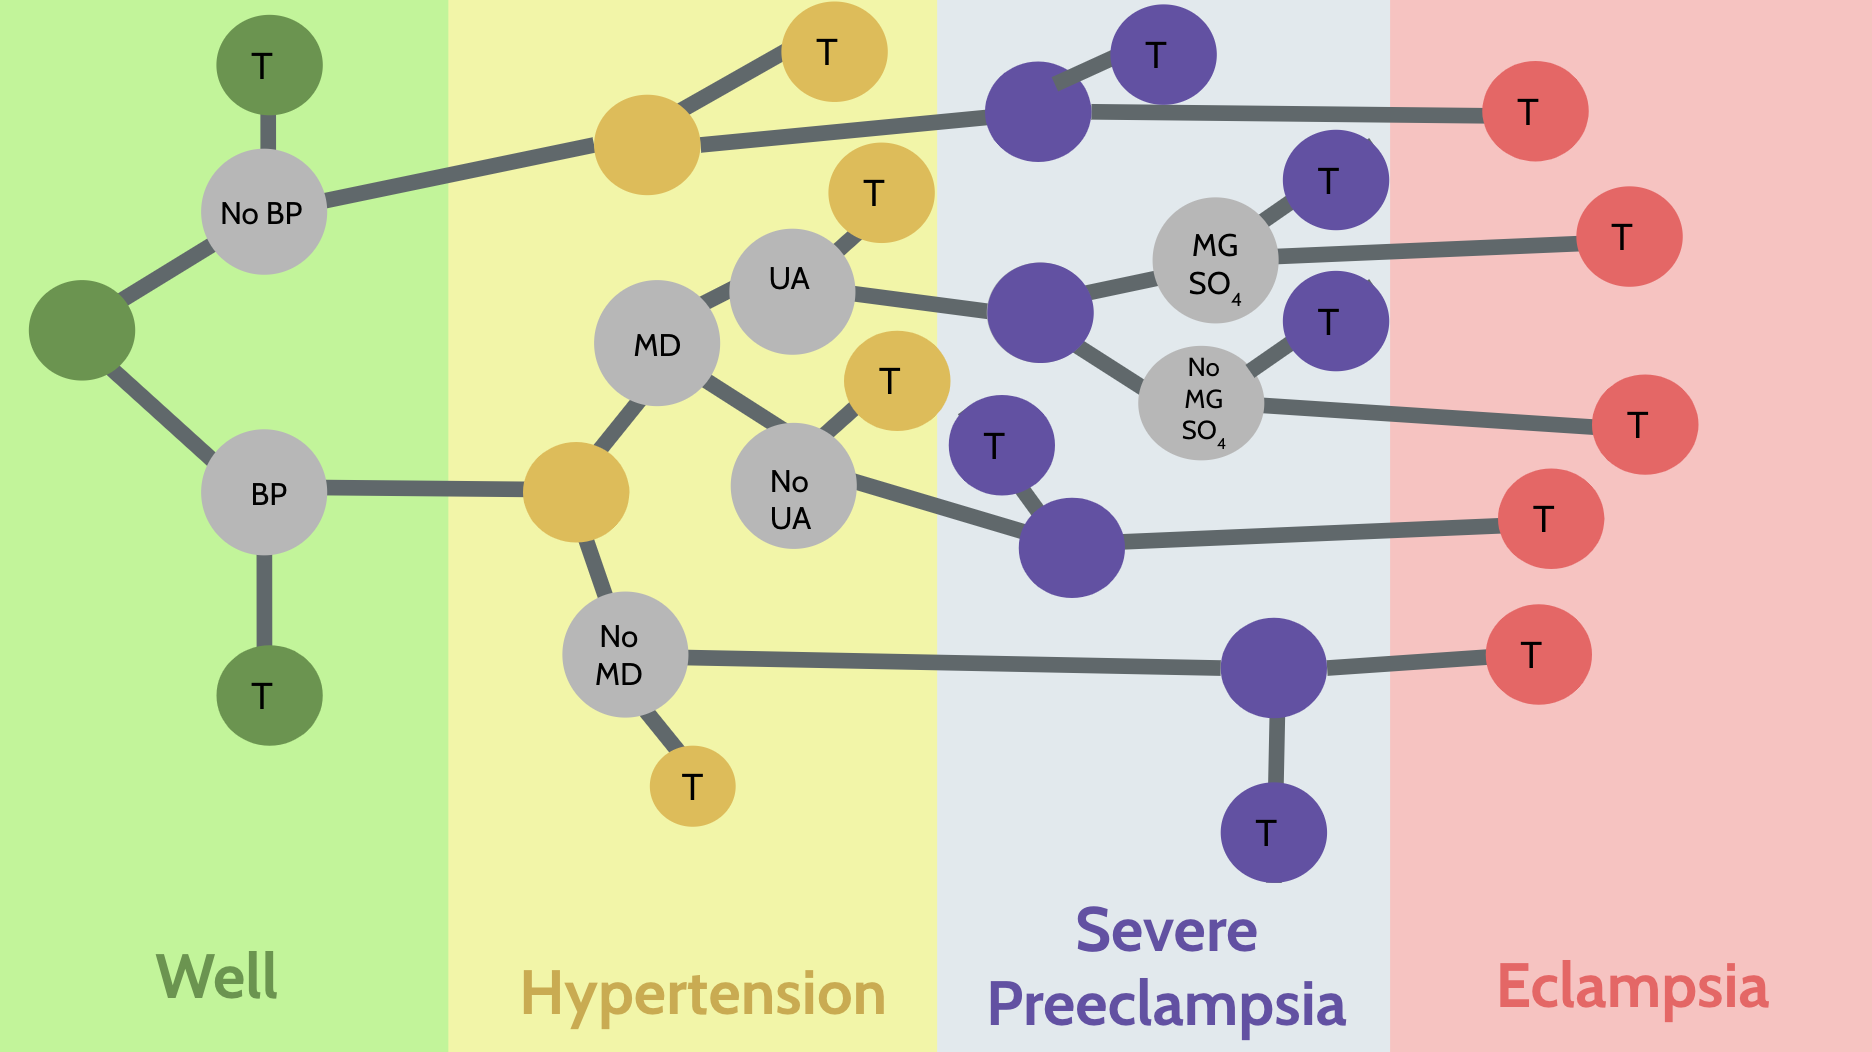 T
No BP
BP
T
T
T
UA
MD
T
No
UA
No
MD
T
T
MG
SO₄
T
No
MG
SO₄
T
T
T
T
T
T
T
T
Well
Hypertension
Severe
Preeclampsia
Eclampsia